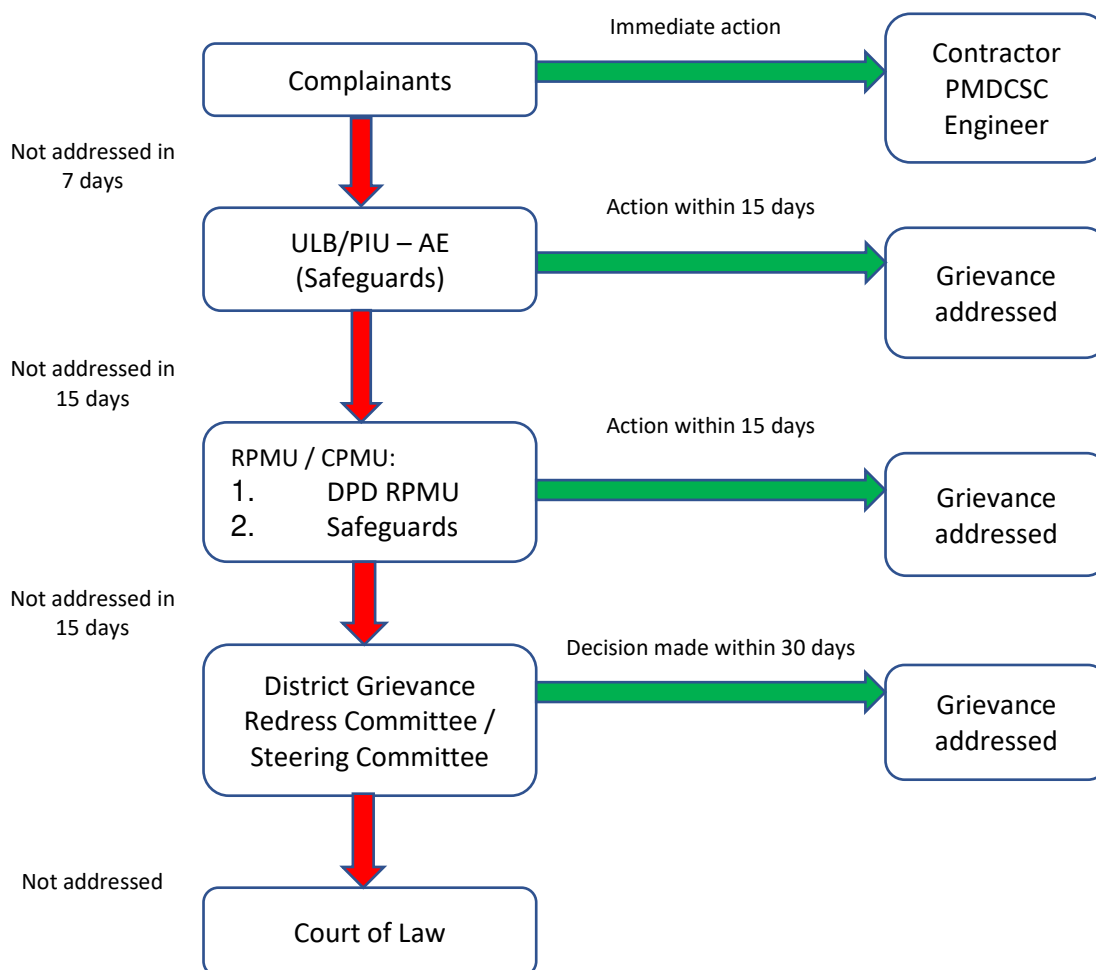 Immediate action
Complainants
Contractor
PMDCSC
Engineer
Not addressed in
7 days
Action within 15 days
ULB/PIU – AE
(Safeguards)
Grievance
addressed
Not addressed in
15 days
Action within 15 days
RPMU / CPMU:
1. DPD RPMU
2. Safeguards
Grievance
addressed
Not addressed in
15 days
Decision made within 30 days
District Grievance
Redress Committee /
Steering Committee
Grievance
addressed
Not addressed
Court of Law